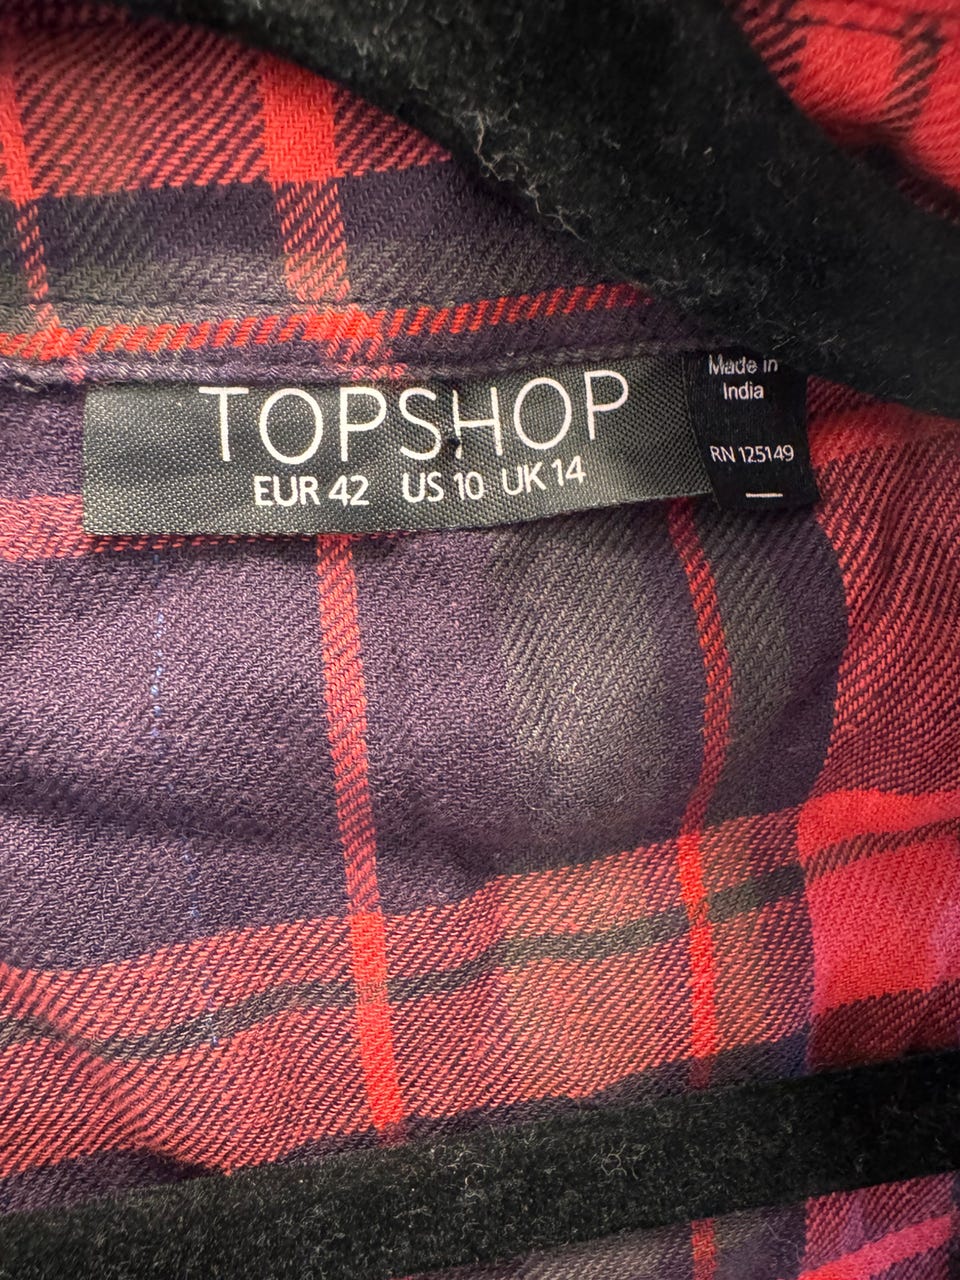 TOPSHOP
EUR 42 US 10 UK 14
Made in
India
RN 125149